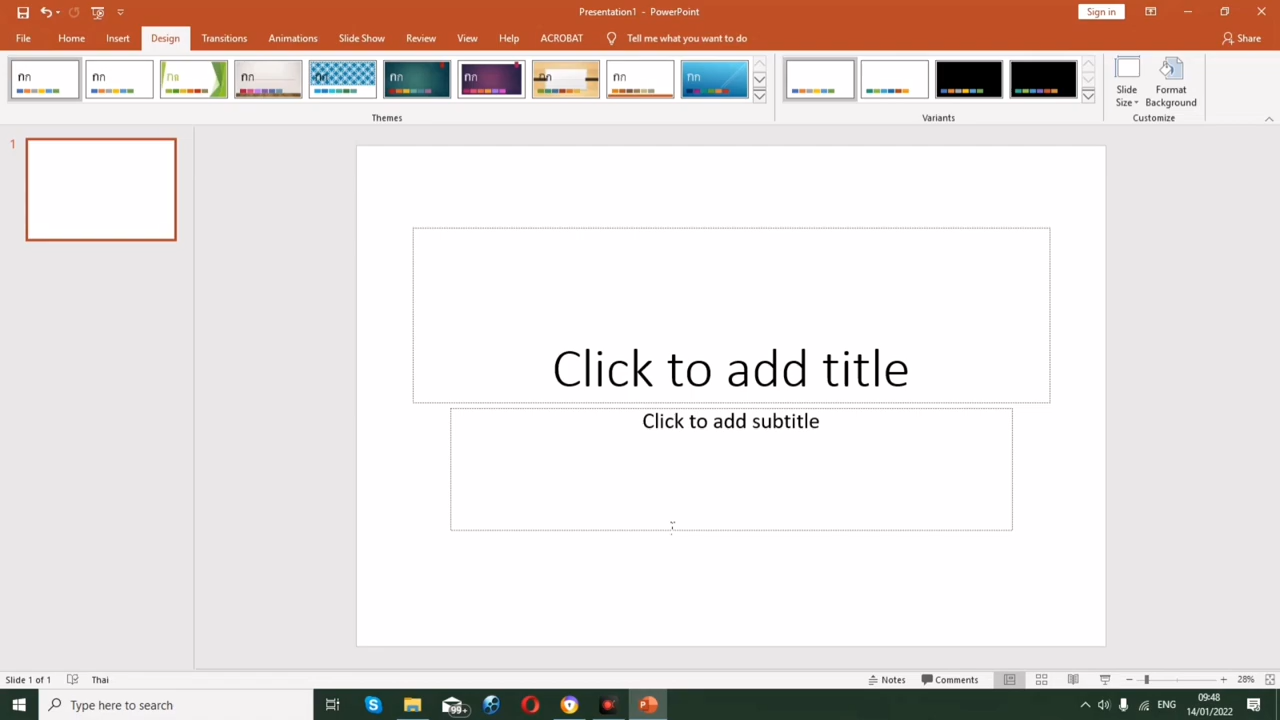 Presentation1 - PowerPoint
Sign in
File Home Insert Design Transitions Animations Slide Show Review View Help ACROBAT Tell me what you want to do Share
Slide Size
Format Background
Themes
Variants
Customize
1
Click to add title
Click to add subtitle
Slide 1 of 1 Thai Notes Comments 28%
Type here to search
99+
ENG
09:48
14/01/2022